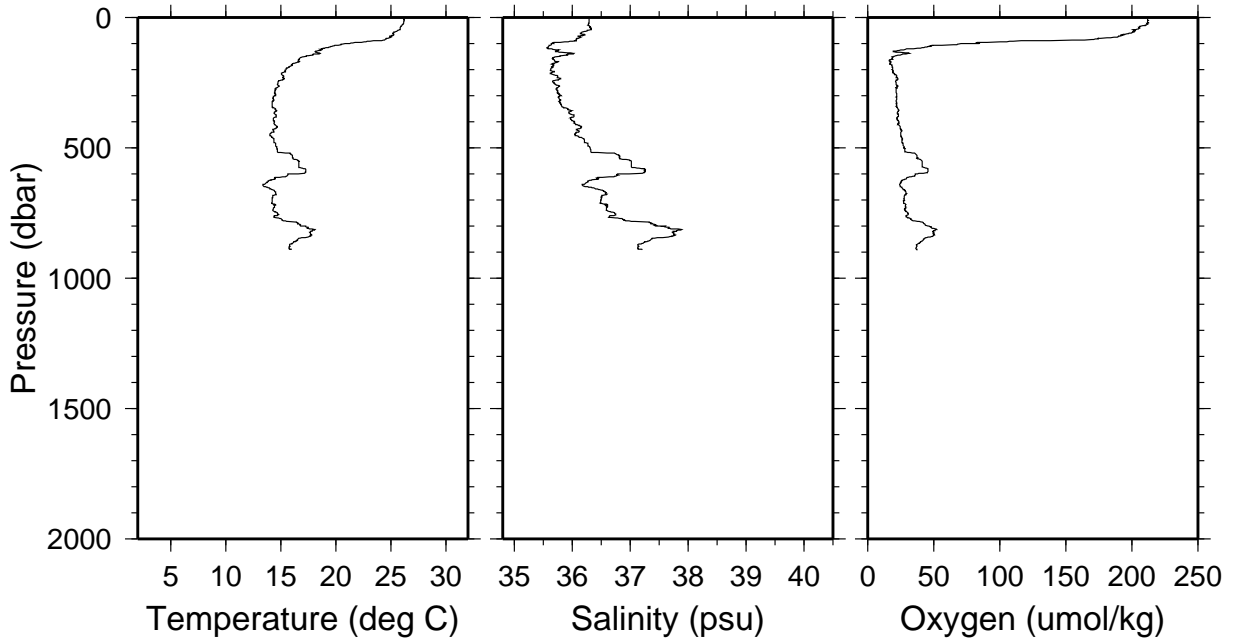 0
500
1000
1500
2000
Pressure (dbar)
5 10 15 20 25 30
Temperature (deg C)
35 36 37 38 39 40
Salinity (psu)
0 50 100 150 200 250
Oxygen (umol/kg)